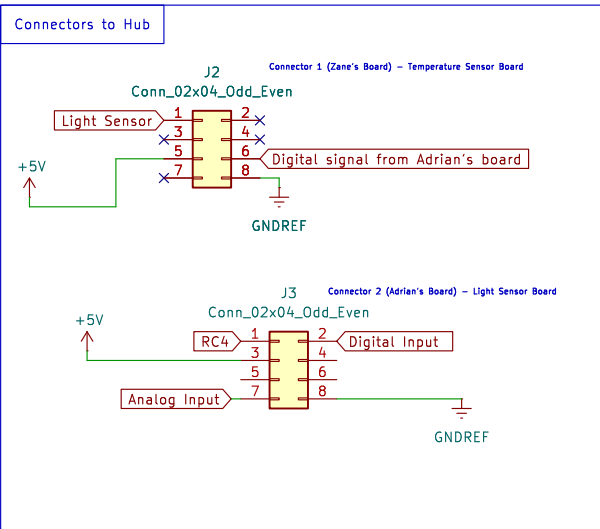 Connectors to Hub
Connector 1 (Zane's Board) - Temperature Sensor Board
J2
Conn_02x04_Odd_Even
Light Sensor
1
2
3
4
+5V
5
6
Digital signal from Adrian's board
7
8
GNDREF
Connector 2 (Adrian's Board) - Light Sensor Board
J3
Conn_02x04_Odd_Even
+5V
RC4
1
2
Digital Input
3
4
5
6
Analog Input
7
8
GNDREF